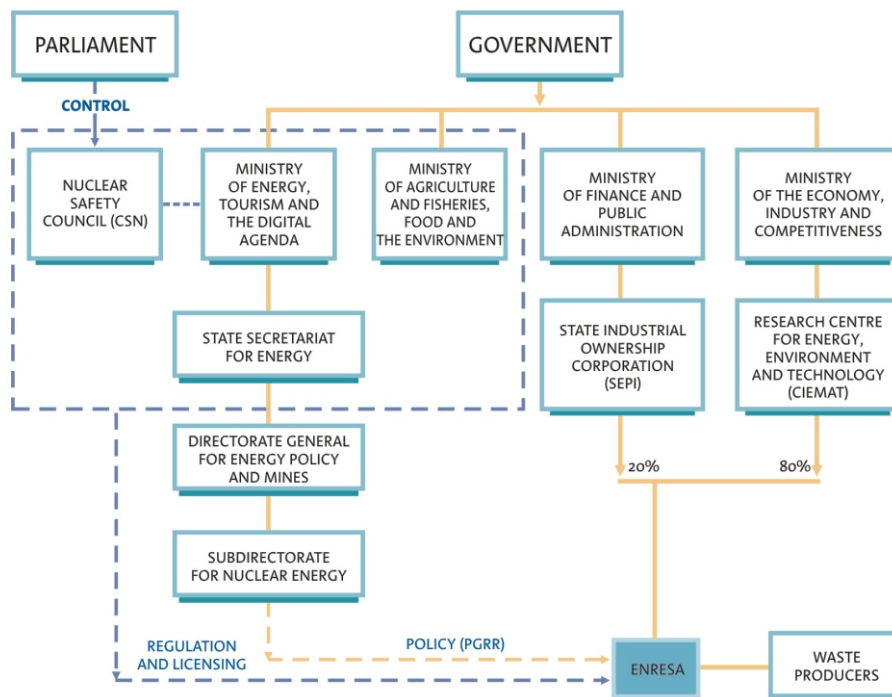 PARLIAMENT
GOVERNMENT
CONTROL
NUCLEAR
SAFETY
COUNCIL (CSN)
MINISTRY
OF ENERGY,
TOURISM AND
THE DIGITAL
AGENDA
MINISTRY
OF AGRICULTURE
AND FISHERIES,
FOOD AND
THE ENVIRONMENT
MINISTRY
OF FINANCE AND
PUBLIC
ADMINISTRATION
MINISTRY
OF THE ECONOMY,
INDUSTRY AND
COMPETITIVENESS
STATE SECRETARIAT
FOR ENERGY
STATE INDUSTRIAL
OWNERSHIP
CORPORATION
(SEPI)
RESEARCH CENTRE
FOR ENERGY,
ENVIRONMENT
AND TECHNOLOGY
(CIEMAT)
DIRECTORATE GENERAL
FOR ENERGY POLICY
AND MINES
20%
80%
SUBDIRECTORATE
FOR NUCLEAR ENERGY
REGULATION
AND LICENSING
POLICY (PGRR)
ENRESA
WASTE
PRODUCERS